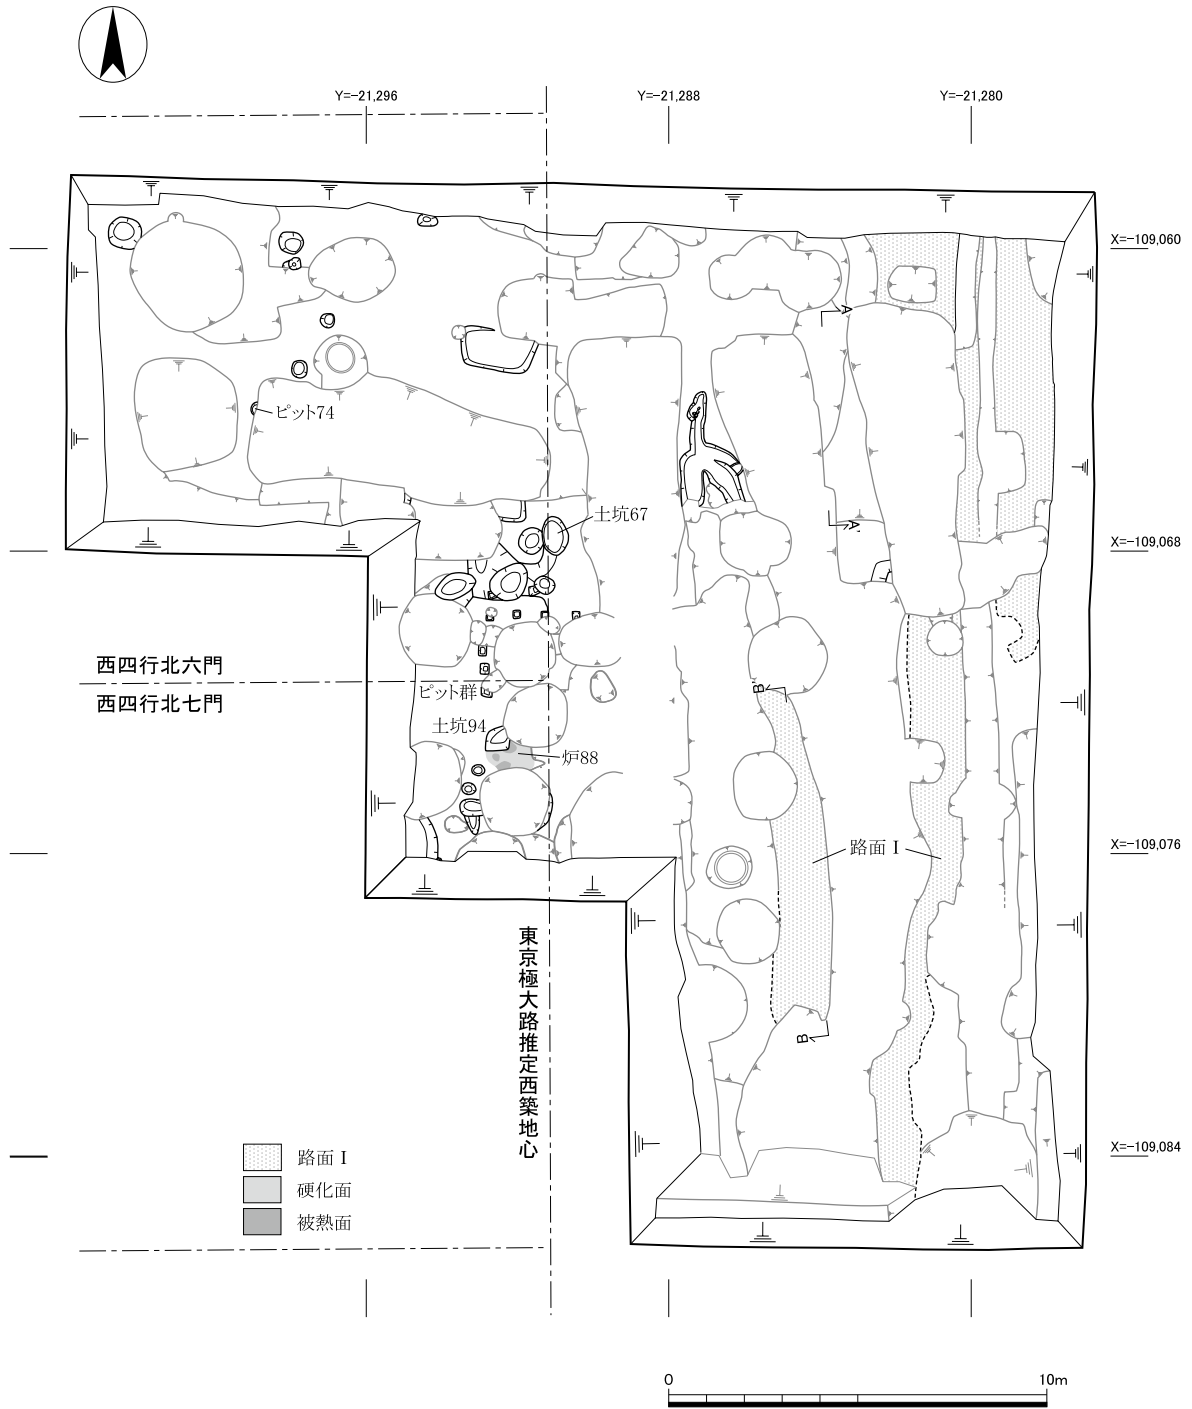 Y=-21,296
Y=-21,288
Y=-21,280
X=-109,060
A
ピット74
土坑67
A'
X=-109,068
西四行北六門
西四行北七門
ピット群
B'
土坑94
炉88
路面Ⅰ
X=-109,076
東京極大路推定西築地心
B
X=-109,084
路面Ⅰ
硬化面
被熱面
0
10m